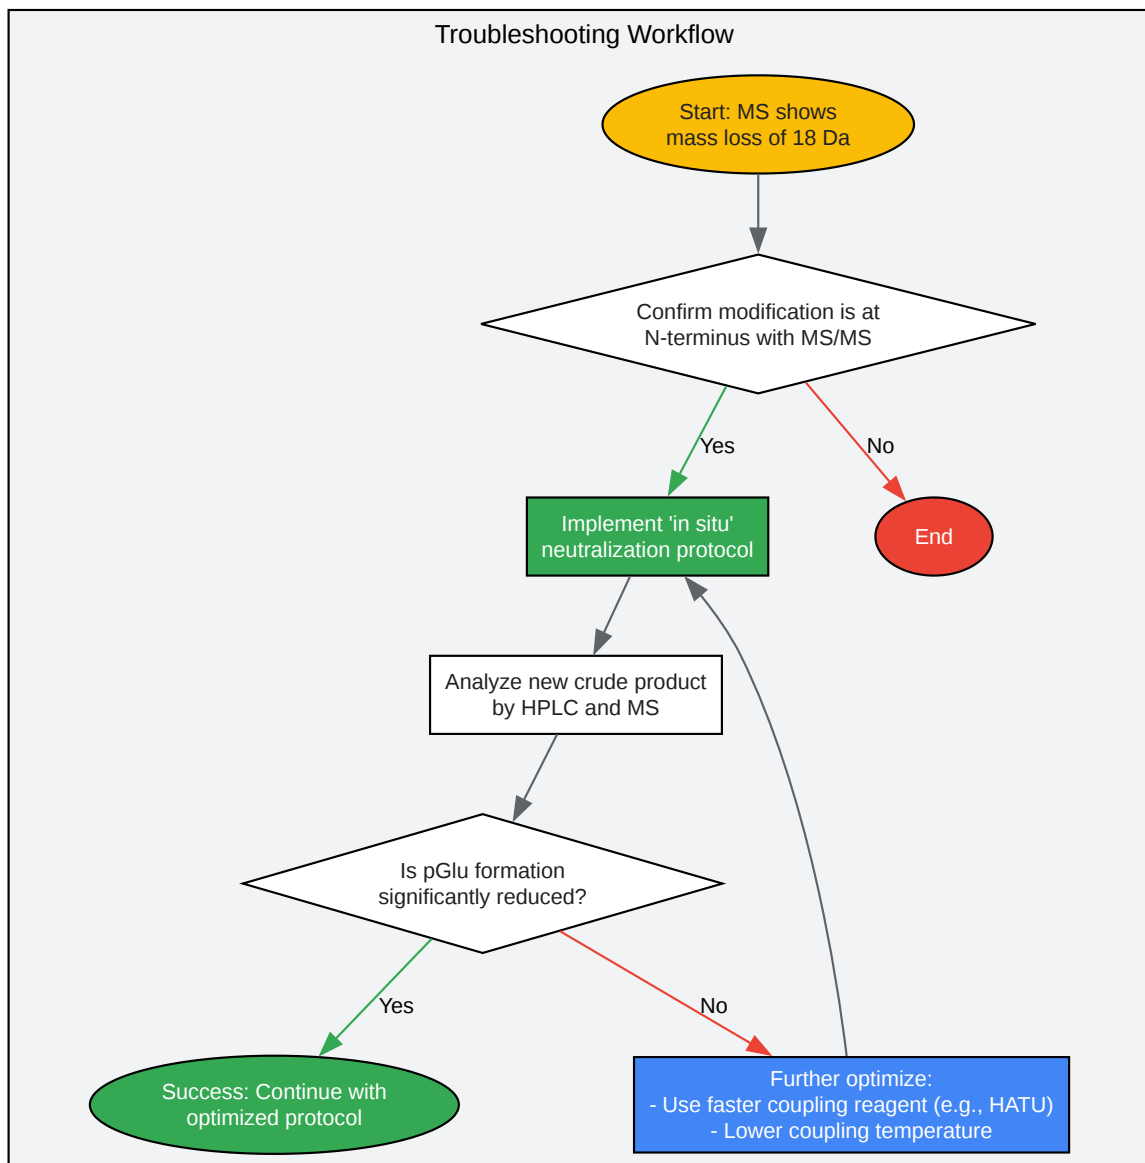 Troubleshooting Workflow
Start: MS shows
mass loss of 18 Da
Confirm modification is at
N-terminus with MS/MS
Yes
No
Implement 'in situ'
neutralization protocol
End
Analyze new crude product
by HPLC and MS
Is pGlu formation
significantly reduced?
Yes
No
Success: Continue with
optimized protocol
Further optimize:
- Use faster coupling reagent (e.g., HATU)
- Lower coupling temperature